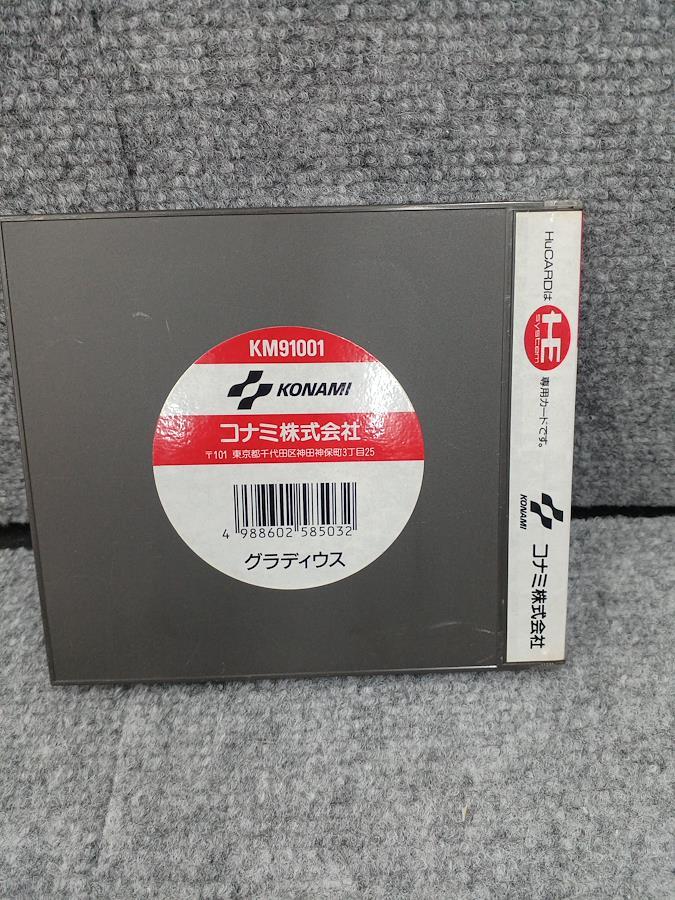 KM91001
KONAMI
コナミ株式会社
〒101 東京都千代田区神田神保町3丁目25
4 988602 585032
グラディウス
HuCARDは
HE
system
専用カードです。
KONAMI
コナミ株式会社